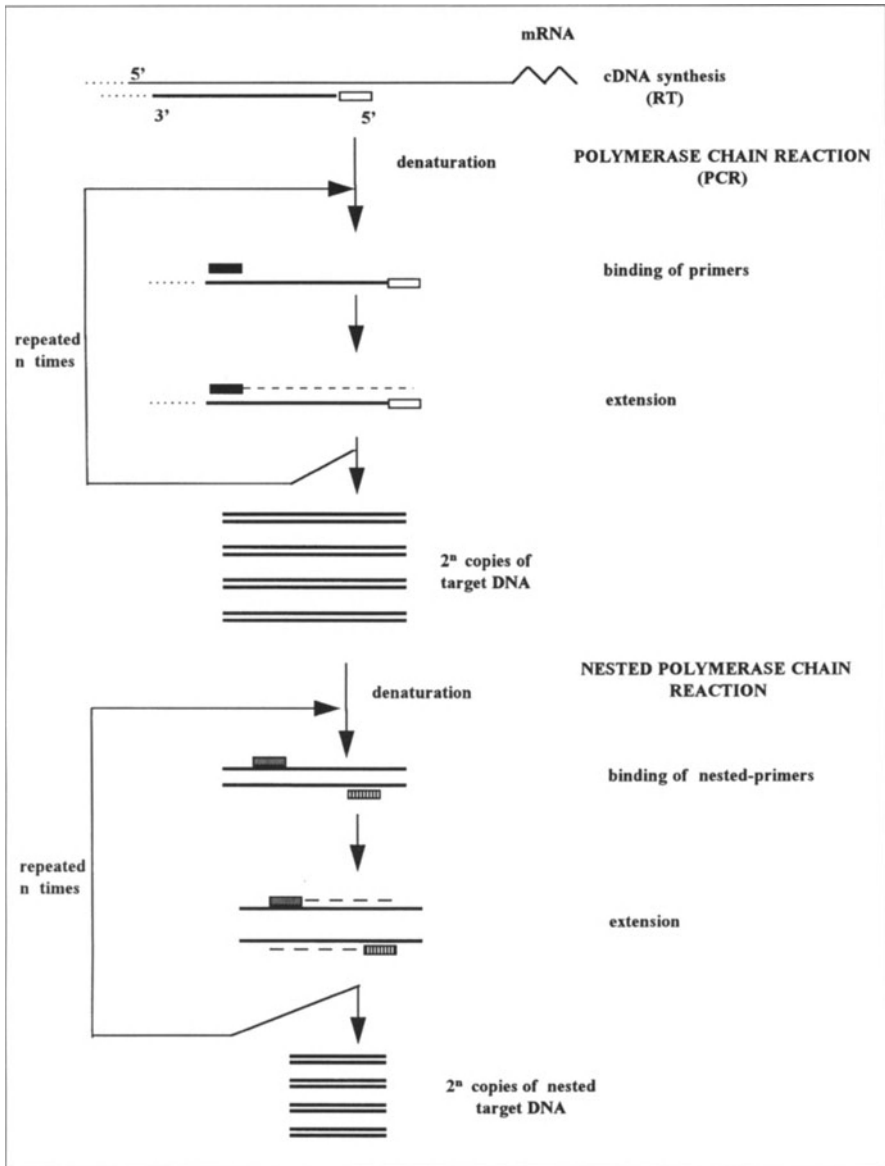 mRNA
5’
cDNA synthesis
(RT)
3’
5’
denaturation
POLYMERASE CHAIN REACTION
(PCR)
binding of primers
repeated
n times
extension
2ⁿ copies of
target DNA
NESTED POLYMERASE CHAIN
REACTION
denaturation
binding of nested-primers
repeated
n times
extension
2ⁿ copies of nested
target DNA